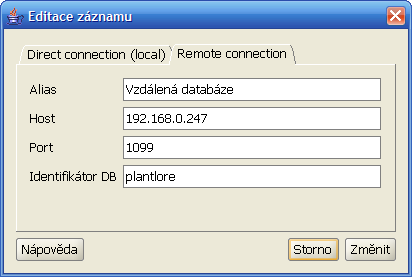 Editace záznamu
Direct connection (local) Remote connection
Alias Vzdálená databáze
Host 192.168.0.247
Port 1099
Identifikátor DB plantlore
Nápověda Storno Změnit